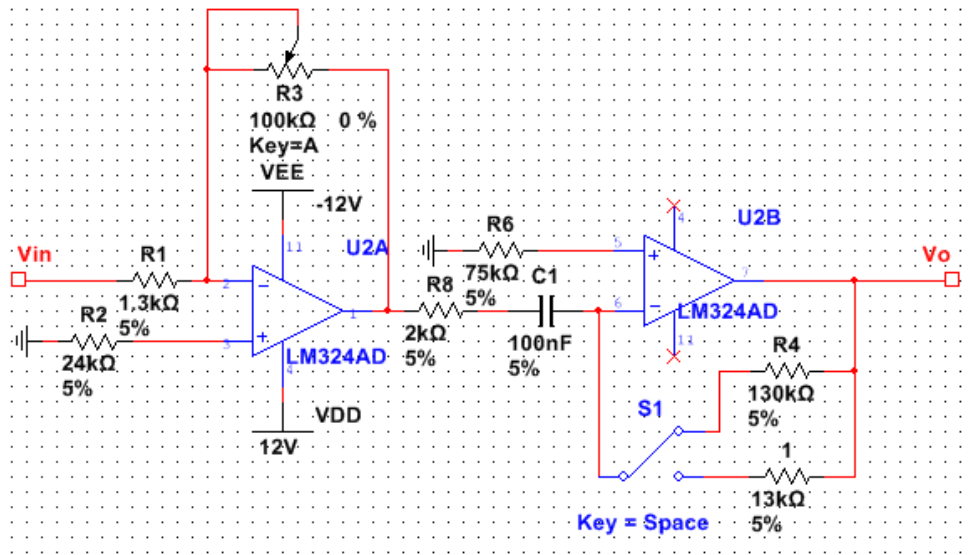 R3
100kΩ 0 %
Key=A
VEE
-12V
11
U2A
Vin
R1
1.3kΩ
5%
2
R2
24kΩ
5%
3
1
LM324AD
4
VDD
12V
R8
2kΩ
5%
R6
75kΩ
5%
C1
100nF
5%
4
U2B
5
6
7
LM324AD
11
Vo
R4
130kΩ
5%
S1
1
13kΩ
5%
Key = Space